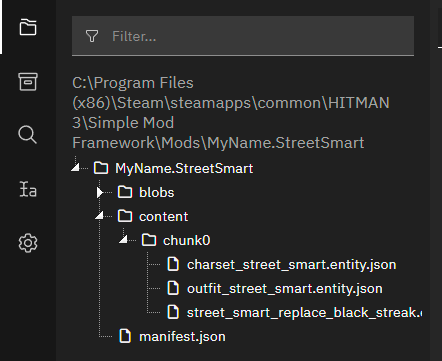 Filter...
C:\Program Files
(x86)\Steam\steamapps\common\HITMAN
3\Simple Mod
Framework\Mods\MyName.StreetSmart
MyName.StreetSmart
blobs
content
chunk0
charset_street_smart.entity.json
outfit_street_smart.entity.json
street_smart_replace_black_streak.e
manifest.json